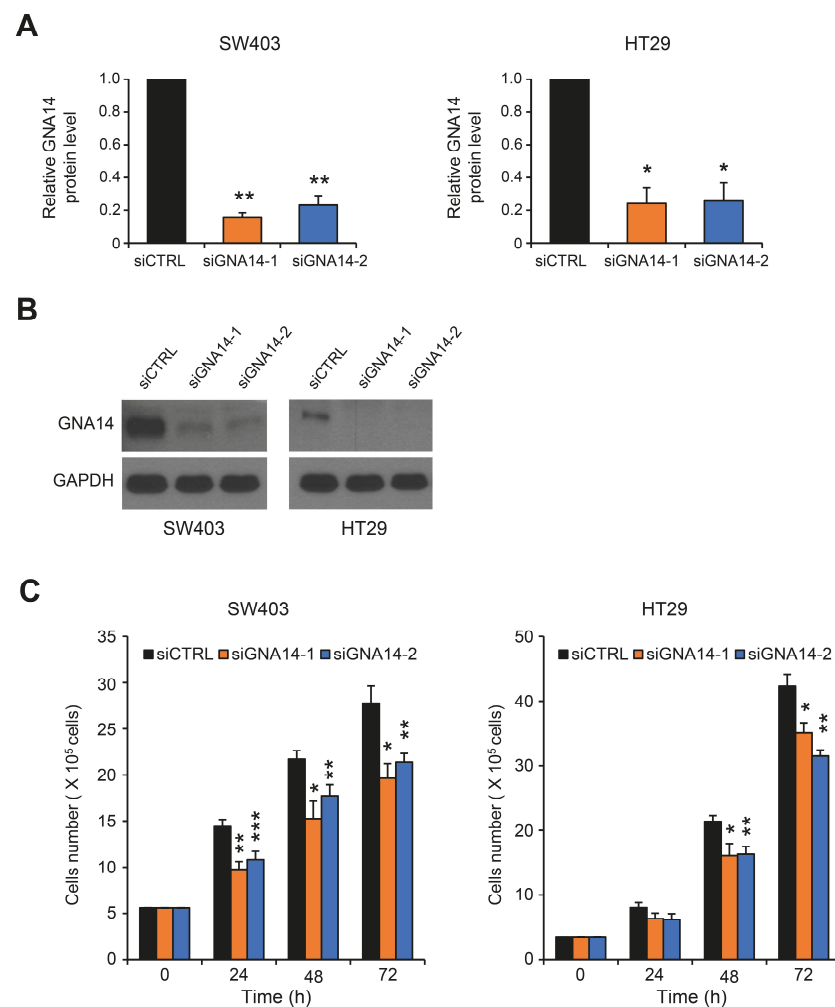 A
SW403
HT29
Relative GNA14
protein level
1.0
0.8
0.6
0.4
0.2
0
**
**
siCTRL
siGNA14-1
siGNA14-2
Relative GNA14
protein level
1.0
0.8
0.6
0.4
0.2
0
*
*
siCTRL
siGNA14-1
siGNA14-2
B
siCTRL
siGNA14-1
siGNA14-2
siCTRL
siGNA14-1
siGNA14-2
GNA14
GAPDH
SW403
HT29
C
SW403
HT29
Cells number ( X 10⁵ cells)
35
30
25
20
15
10
5
0
siCTRL siGNA14-1 siGNA14-2
**
***
*
**
*
**
0 24 48 72
Time (h)
Cells number ( X 10⁵ cells)
50
40
30
20
10
0
siCTRL siGNA14-1 siGNA14-2
*
**
*
**
0 24 48 72
Time (h)